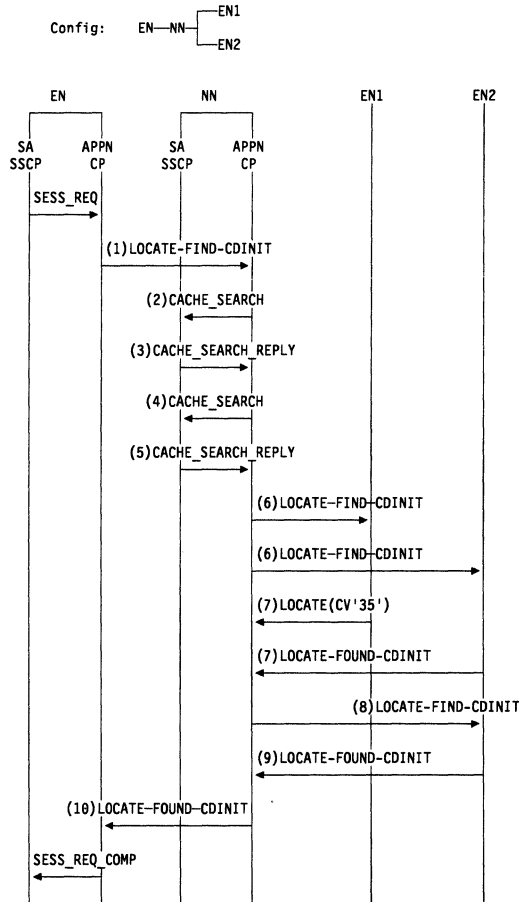 EN1
Config: EN—NN
EN2
EN NN EN1 EN2
SA APPN SA APPN
SSCP CP SSCP CP
SESS_REQ
(1)LOCATE-FIND-CDINIT
(2)CACHE_SEARCH
(3)CACHE_SEARCH_REPLY
(4)CACHE_SEARCH
(5)CACHE_SEARCH_REPLY
(6)LOCATE-FIND-CDINIT
(6)LOCATE-FIND-CDINIT
(7)LOCATE(CV'35')
(7)LOCATE-FOUND-CDINIT
(8)LOCATE-FIND-CDINIT
(9)LOCATE-FOUND-CDINIT
(10)LOCATE-FOUND-CDINIT
SESS_REQ_COMP